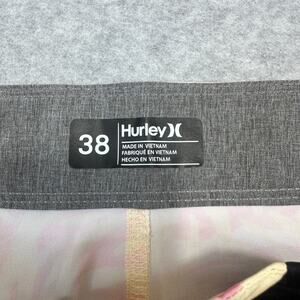 38
Hurley
MADE IN VIETNAM
FABRIQUÉ EN VIETNAM
HECHO EN VIETNAM